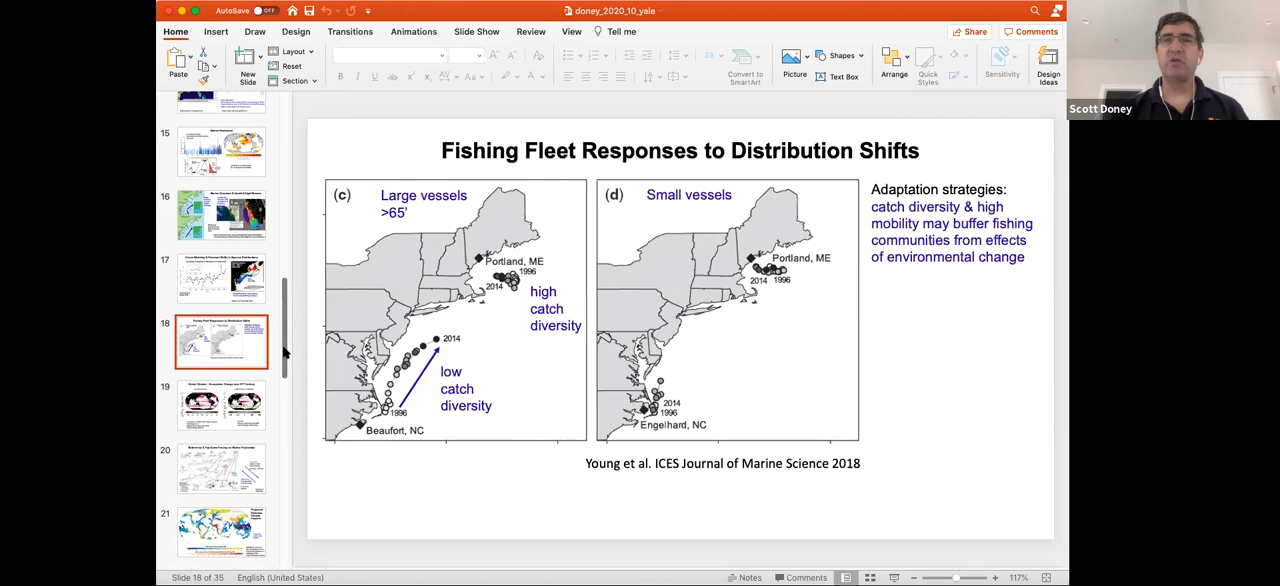 AutoSave OFF
doney_2020_10_yale
Home Insert Draw Design Transitions Animations Slide Show Review View Tell me
Share Comments
Paste
New
Slide
Layout
Reset
Section
Convert to
SmartArt
Picture
Shapes
Text Box
Arrange
Quick
Styles
Sensitivity
Design
Ideas
Scott Doney
15
16
17
18
19
20
21
Fishing Fleet Responses to Distribution Shifts
(c)
Large vessels
>65'
Portland, ME
1996
2014
high
catch
diversity
2014
low
catch
diversity
1996
Beaufort, NC
(d)
Small vessels
Portland, ME
2014 1996
2014
1996
Engelhard, NC
Adaptation strategies:
catch diversity & high
mobility may buffer fishing
communities from effects
of environmental change
Young et al. ICES Journal of Marine Science 2018
Slide 18 of 35 English (United States)
Notes Comments 117%